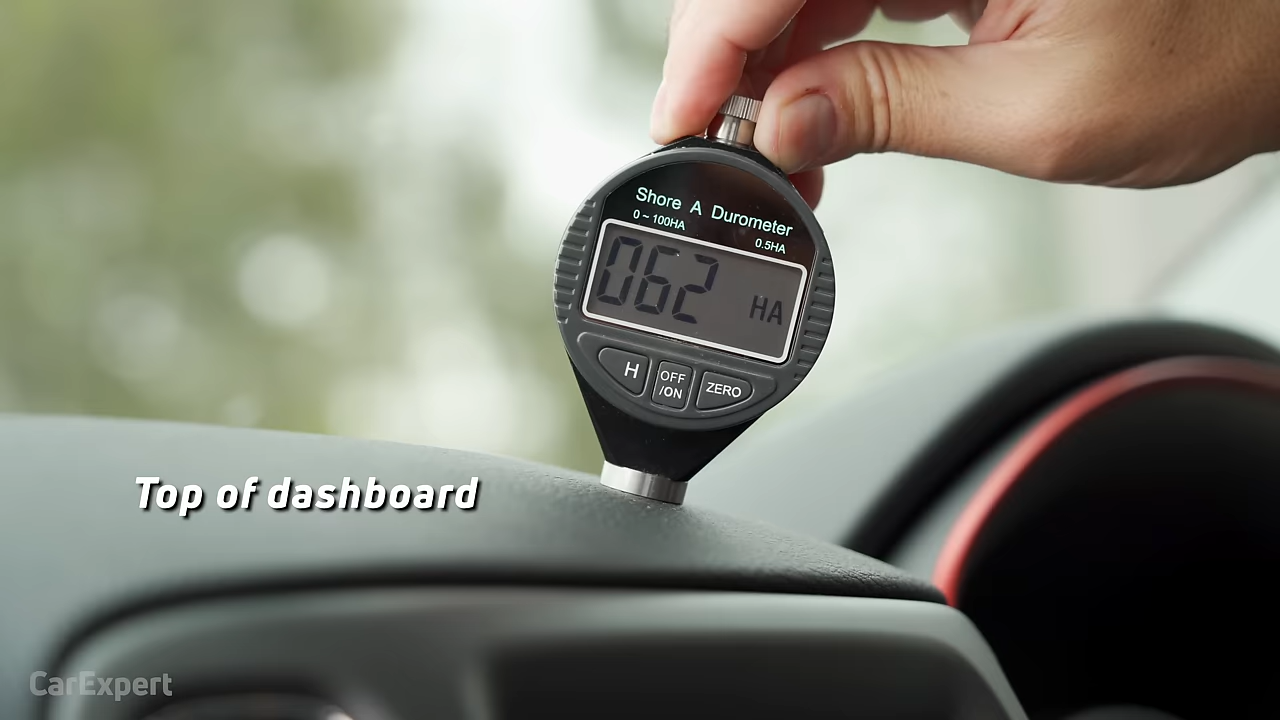 Shore A Durometer
0 ~ 100HA
0.5HA
062 HA
H
OFF
/ON
ZERO
Top of dashboard
CarExpert